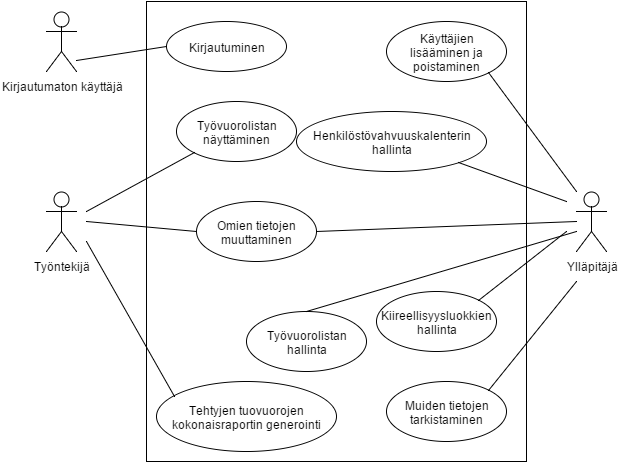 Kirjautuminen
Käyttäjien
lisääminen ja
poistaminen
Kirjautumaton käyttäjä
Työvuorolistan
näyttäminen
Henkilöstövahvuuskalenterin
hallinta
Omien tietojen
muuttaminen
Työntekijä
Ylläpitäjä
Työvuorolistan
hallinta
Kiireellisyysluokkien
hallinta
Tehtyjen tuovuorojen
kokonaisraportin generointi
Muiden tietojen
tarkistaminen